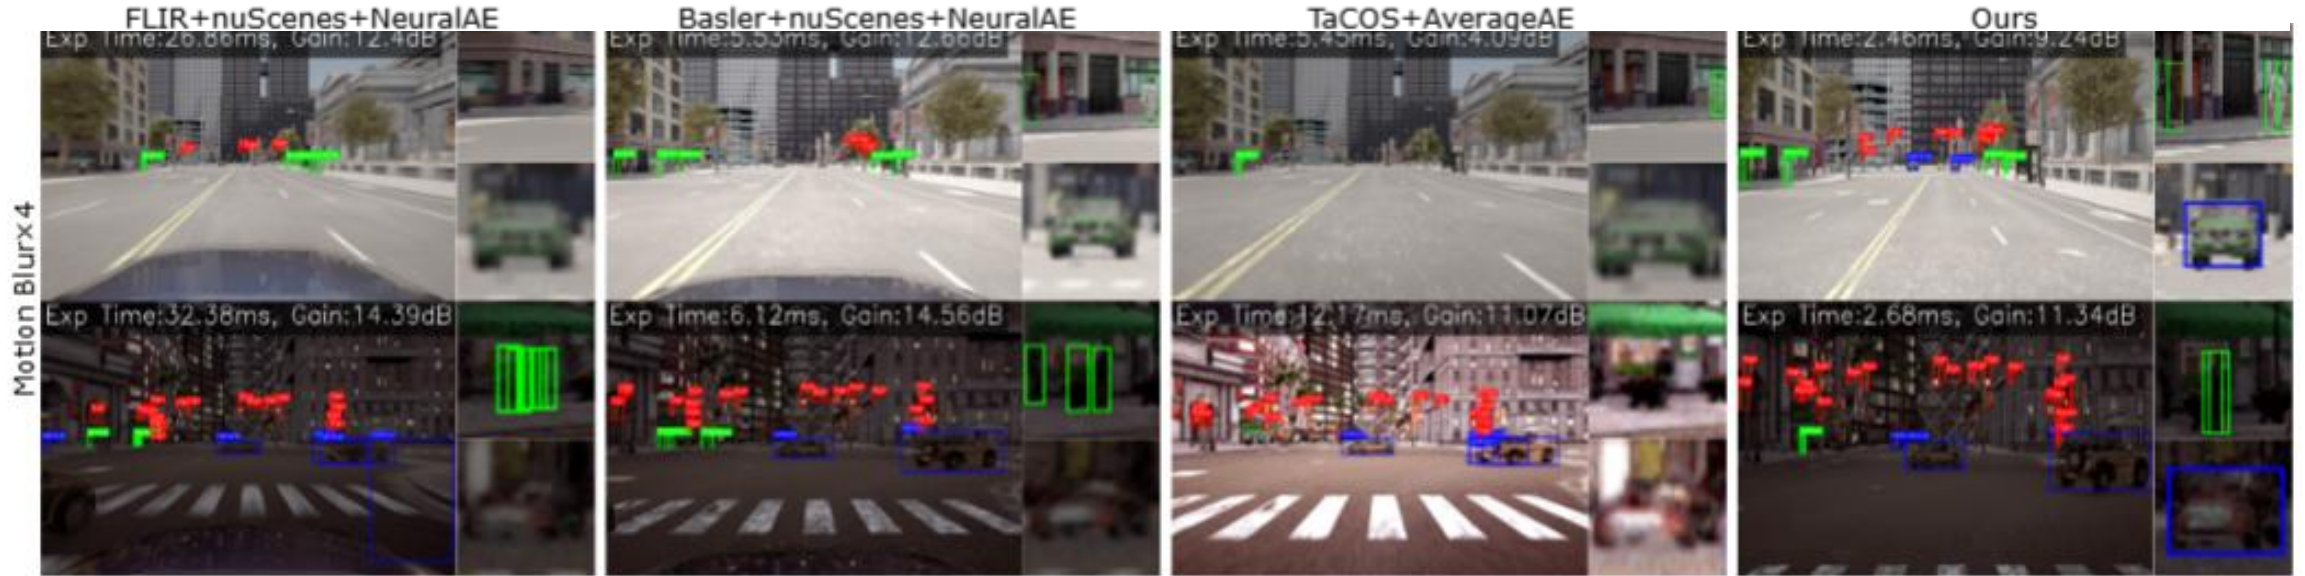 FLIR+nuScenes+NeuralAE
Basler+nuScenes+NeuralAE
TaCOS+AverageAE
Ours
Exp Time:26.86ms, Gain:12.4dB
Exp Time:5.53ms, Gain:12.66dB
Exp Time:5.45ms, Gain:4.09dB
Exp Time:2.46ms, Gain:9.24dB
Motion Blur×4
Exp Time:32.38ms, Gain:14.39dB
Exp Time:6.12ms, Gain:14.56dB
Exp Time:12.17ms, Gain:11.07dB
Exp Time:2.68ms, Gain:11.34dB